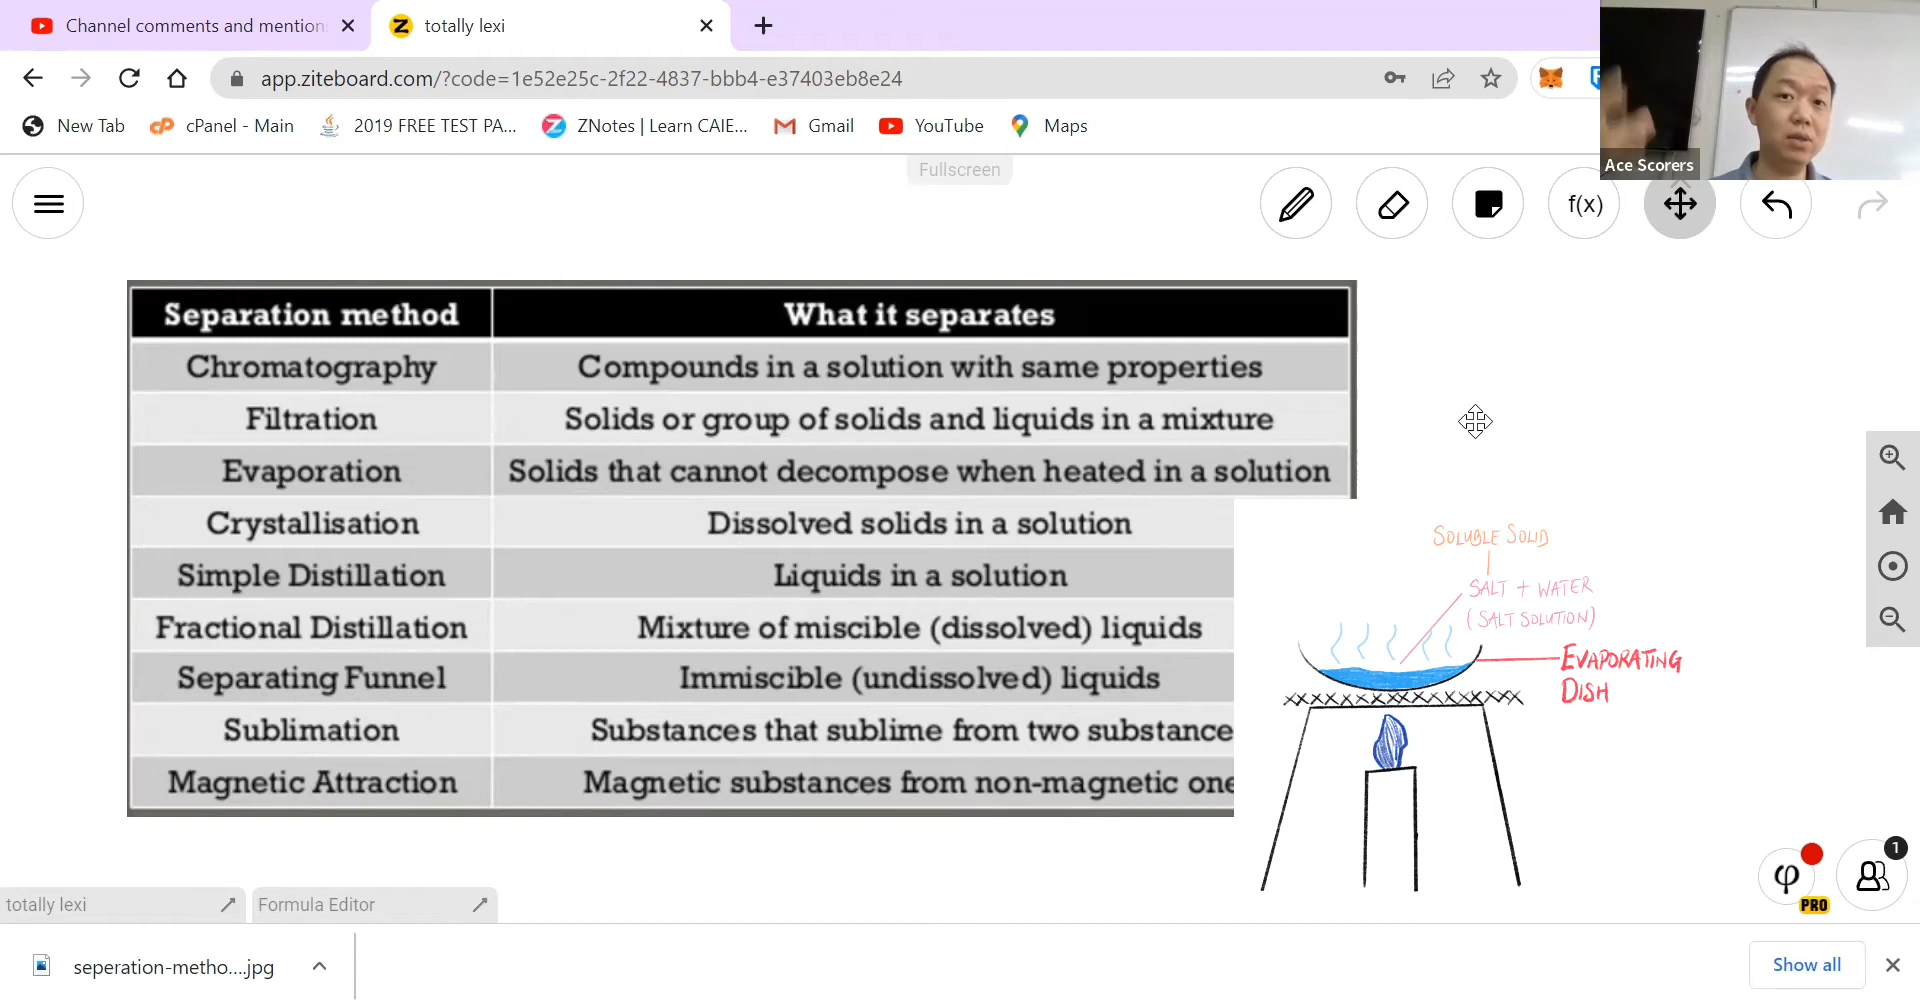 Channel comments and mention
totally lexi
app.ziteboard.com/?code=1e52e25c-2f22-4837-bbb4-e37403eb8e24
New Tab
cPanel - Main
2019 FREE TEST PA...
ZNotes | Learn CAIE...
Gmail
YouTube
Maps
Ace Scorers
Fullscreen
f(x)
Separation method What it separates
Chromatography Compounds in a solution with same properties
Filtration Solids or group of solids and liquids in a mixture
Evaporation Solids that cannot decompose when heated in a solution
Crystallisation Dissolved solids in a solution
Simple Distillation Liquids in a solution
Fractional Distillation Mixture of miscible (dissolved) liquids
Separating Funnel Immiscible (undissolved) liquids
Sublimation Substances that sublime from two substance
Magnetic Attraction Magnetic substances from non-magnetic one
SOLUBLE SOLID
SALT + WATER
(SALT SOLUTION)
EVAPORATING
DISH
1
φ
PRO
totally lexi
Formula Editor
seperation-metho....jpg
Show all